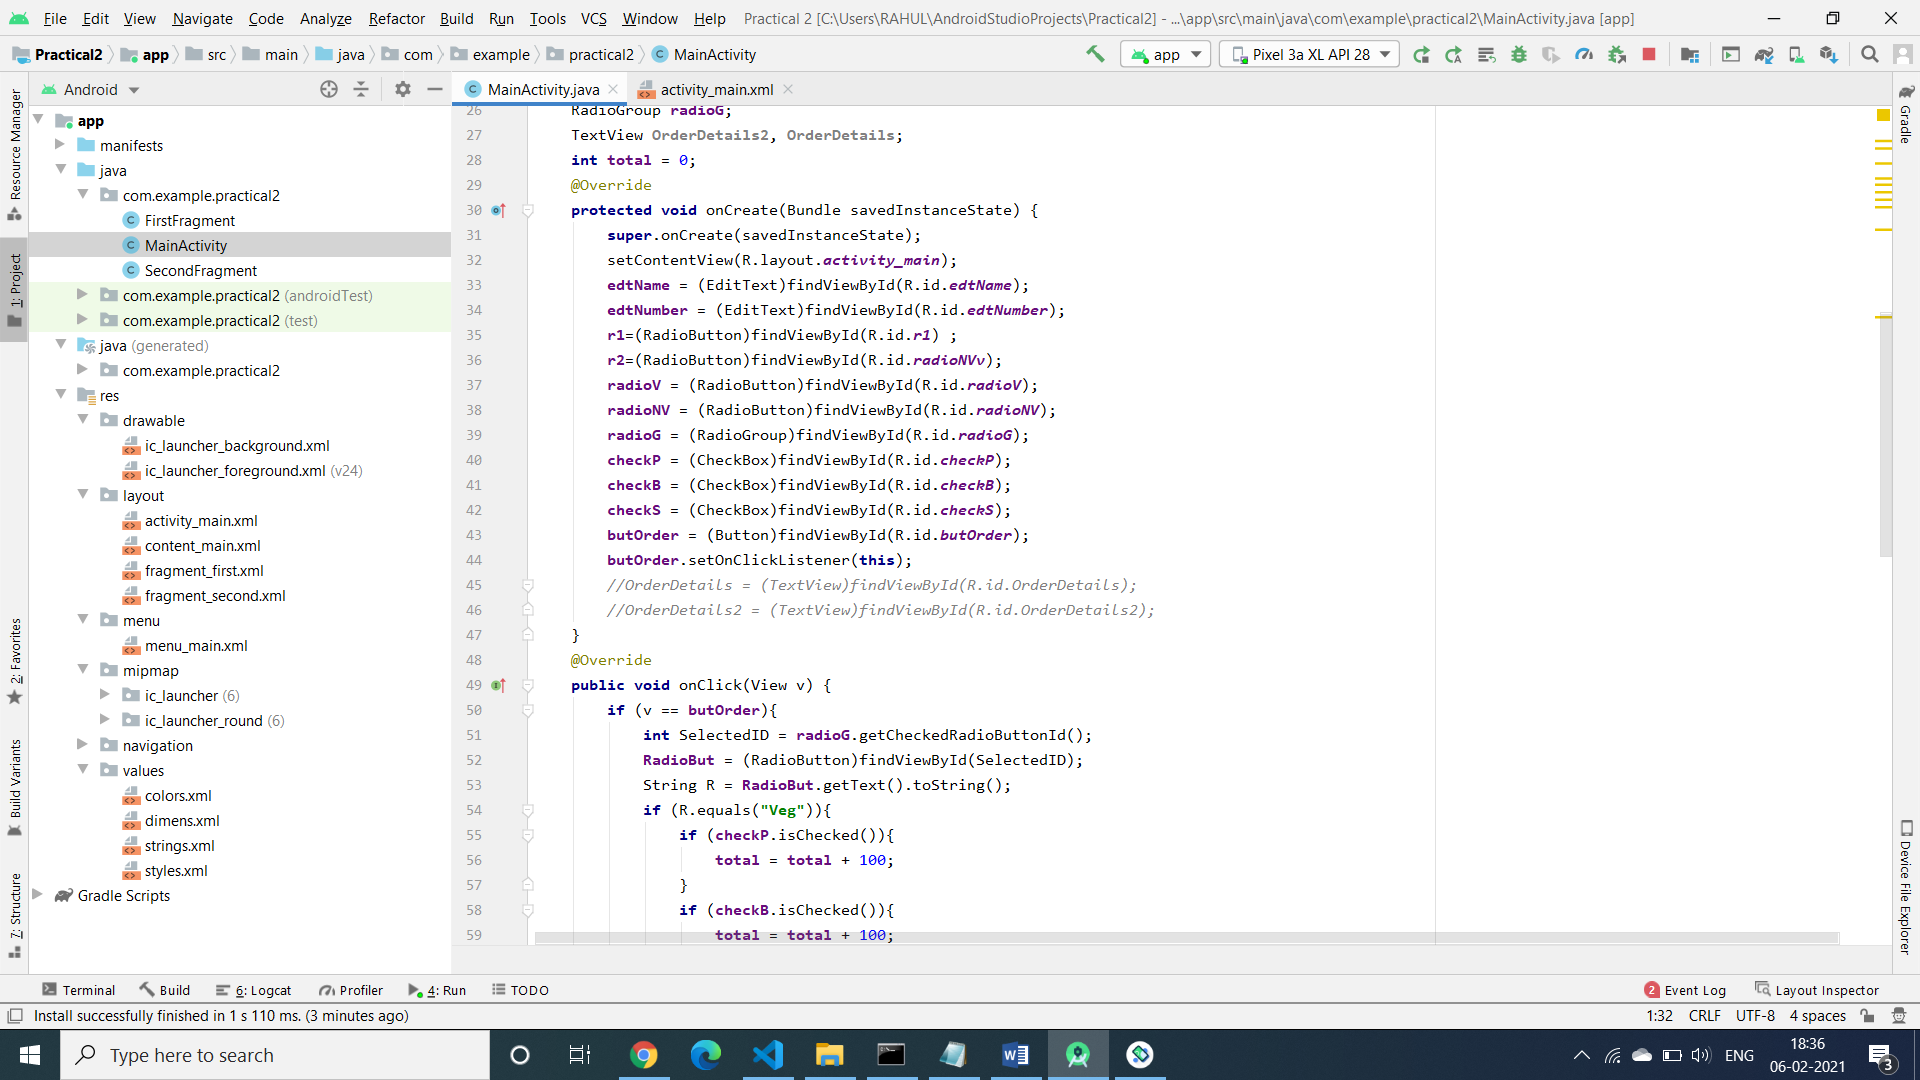 File Edit View Navigate Code Analyze Refactor Build Run Tools VCS Window Help Practical 2 [C:\Users\RAHUL\AndroidStudioProjects\Practical2] - ...\app\src\main\java\com\example\practical2\MainActivity.java [app]
Practical2 app src main java com example practical2 MainActivity app Pixel 3a XL API 28
Android MainActivity.java activity_main.xml
Resource Manager
1: Project
2: Favorites
Build Variants
7: Structure
app
manifests
java
com.example.practical2
FirstFragment
MainActivity
SecondFragment
com.example.practical2 (androidTest)
com.example.practical2 (test)
java (generated)
com.example.practical2
res
drawable
ic_launcher_background.xml
ic_launcher_foreground.xml (v24)
layout
activity_main.xml
content_main.xml
fragment_first.xml
fragment_second.xml
menu
menu_main.xml
mipmap
ic_launcher (6)
ic_launcher_round (6)
navigation
values
colors.xml
dimens.xml
strings.xml
styles.xml
Gradle Scripts
26 RadioGroup radioG;
27 TextView OrderDetails2, OrderDetails;
28 int total = 0;
29 @Override
30 protected void onCreate(Bundle savedInstanceState) {
31 super.onCreate(savedInstanceState);
32 setContentView(R.layout.activity_main);
33 edtName = (EditText)findViewById(R.id.edtName);
34 edtNumber = (EditText)findViewById(R.id.edtNumber);
35 r1=(RadioButton)findViewById(R.id.r1) ;
36 r2=(RadioButton)findViewById(R.id.radioNVv);
37 radioV = (RadioButton)findViewById(R.id.radioV);
38 radioNV = (RadioButton)findViewById(R.id.radioNV);
39 radioG = (RadioGroup)findViewById(R.id.radioG);
40 checkP = (CheckBox)findViewById(R.id.checkP);
41 checkB = (CheckBox)findViewById(R.id.checkB);
42 checkS = (CheckBox)findViewById(R.id.checkS);
43 butOrder = (Button)findViewById(R.id.butOrder);
44 butOrder.setOnClickListener(this);
45 //OrderDetails = (TextView)findViewById(R.id.OrderDetails);
46 //OrderDetails2 = (TextView)findViewById(R.id.OrderDetails2);
47 }
48 @Override
49 public void onClick(View v) {
50 if (v == butOrder){
51 int SelectedID = radioG.getCheckedRadioButtonId();
52 RadioBut = (RadioButton)findViewById(SelectedID);
53 String R = RadioBut.getText().toString();
54 if (R.equals("Veg")){
55 if (checkP.isChecked()){
56 total = total + 100;
57 }
58 if (checkB.isChecked()){
59 total = total + 100;
Gradle
Device File Explorer
Terminal Build 6: Logcat Profiler 4: Run TODO 2 Event Log Layout Inspector
Install successfully finished in 1 s 110 ms. (3 minutes ago) 1:32 CRLF UTF-8 4 spaces
Type here to search ENG 18:36
06-02-2021 3